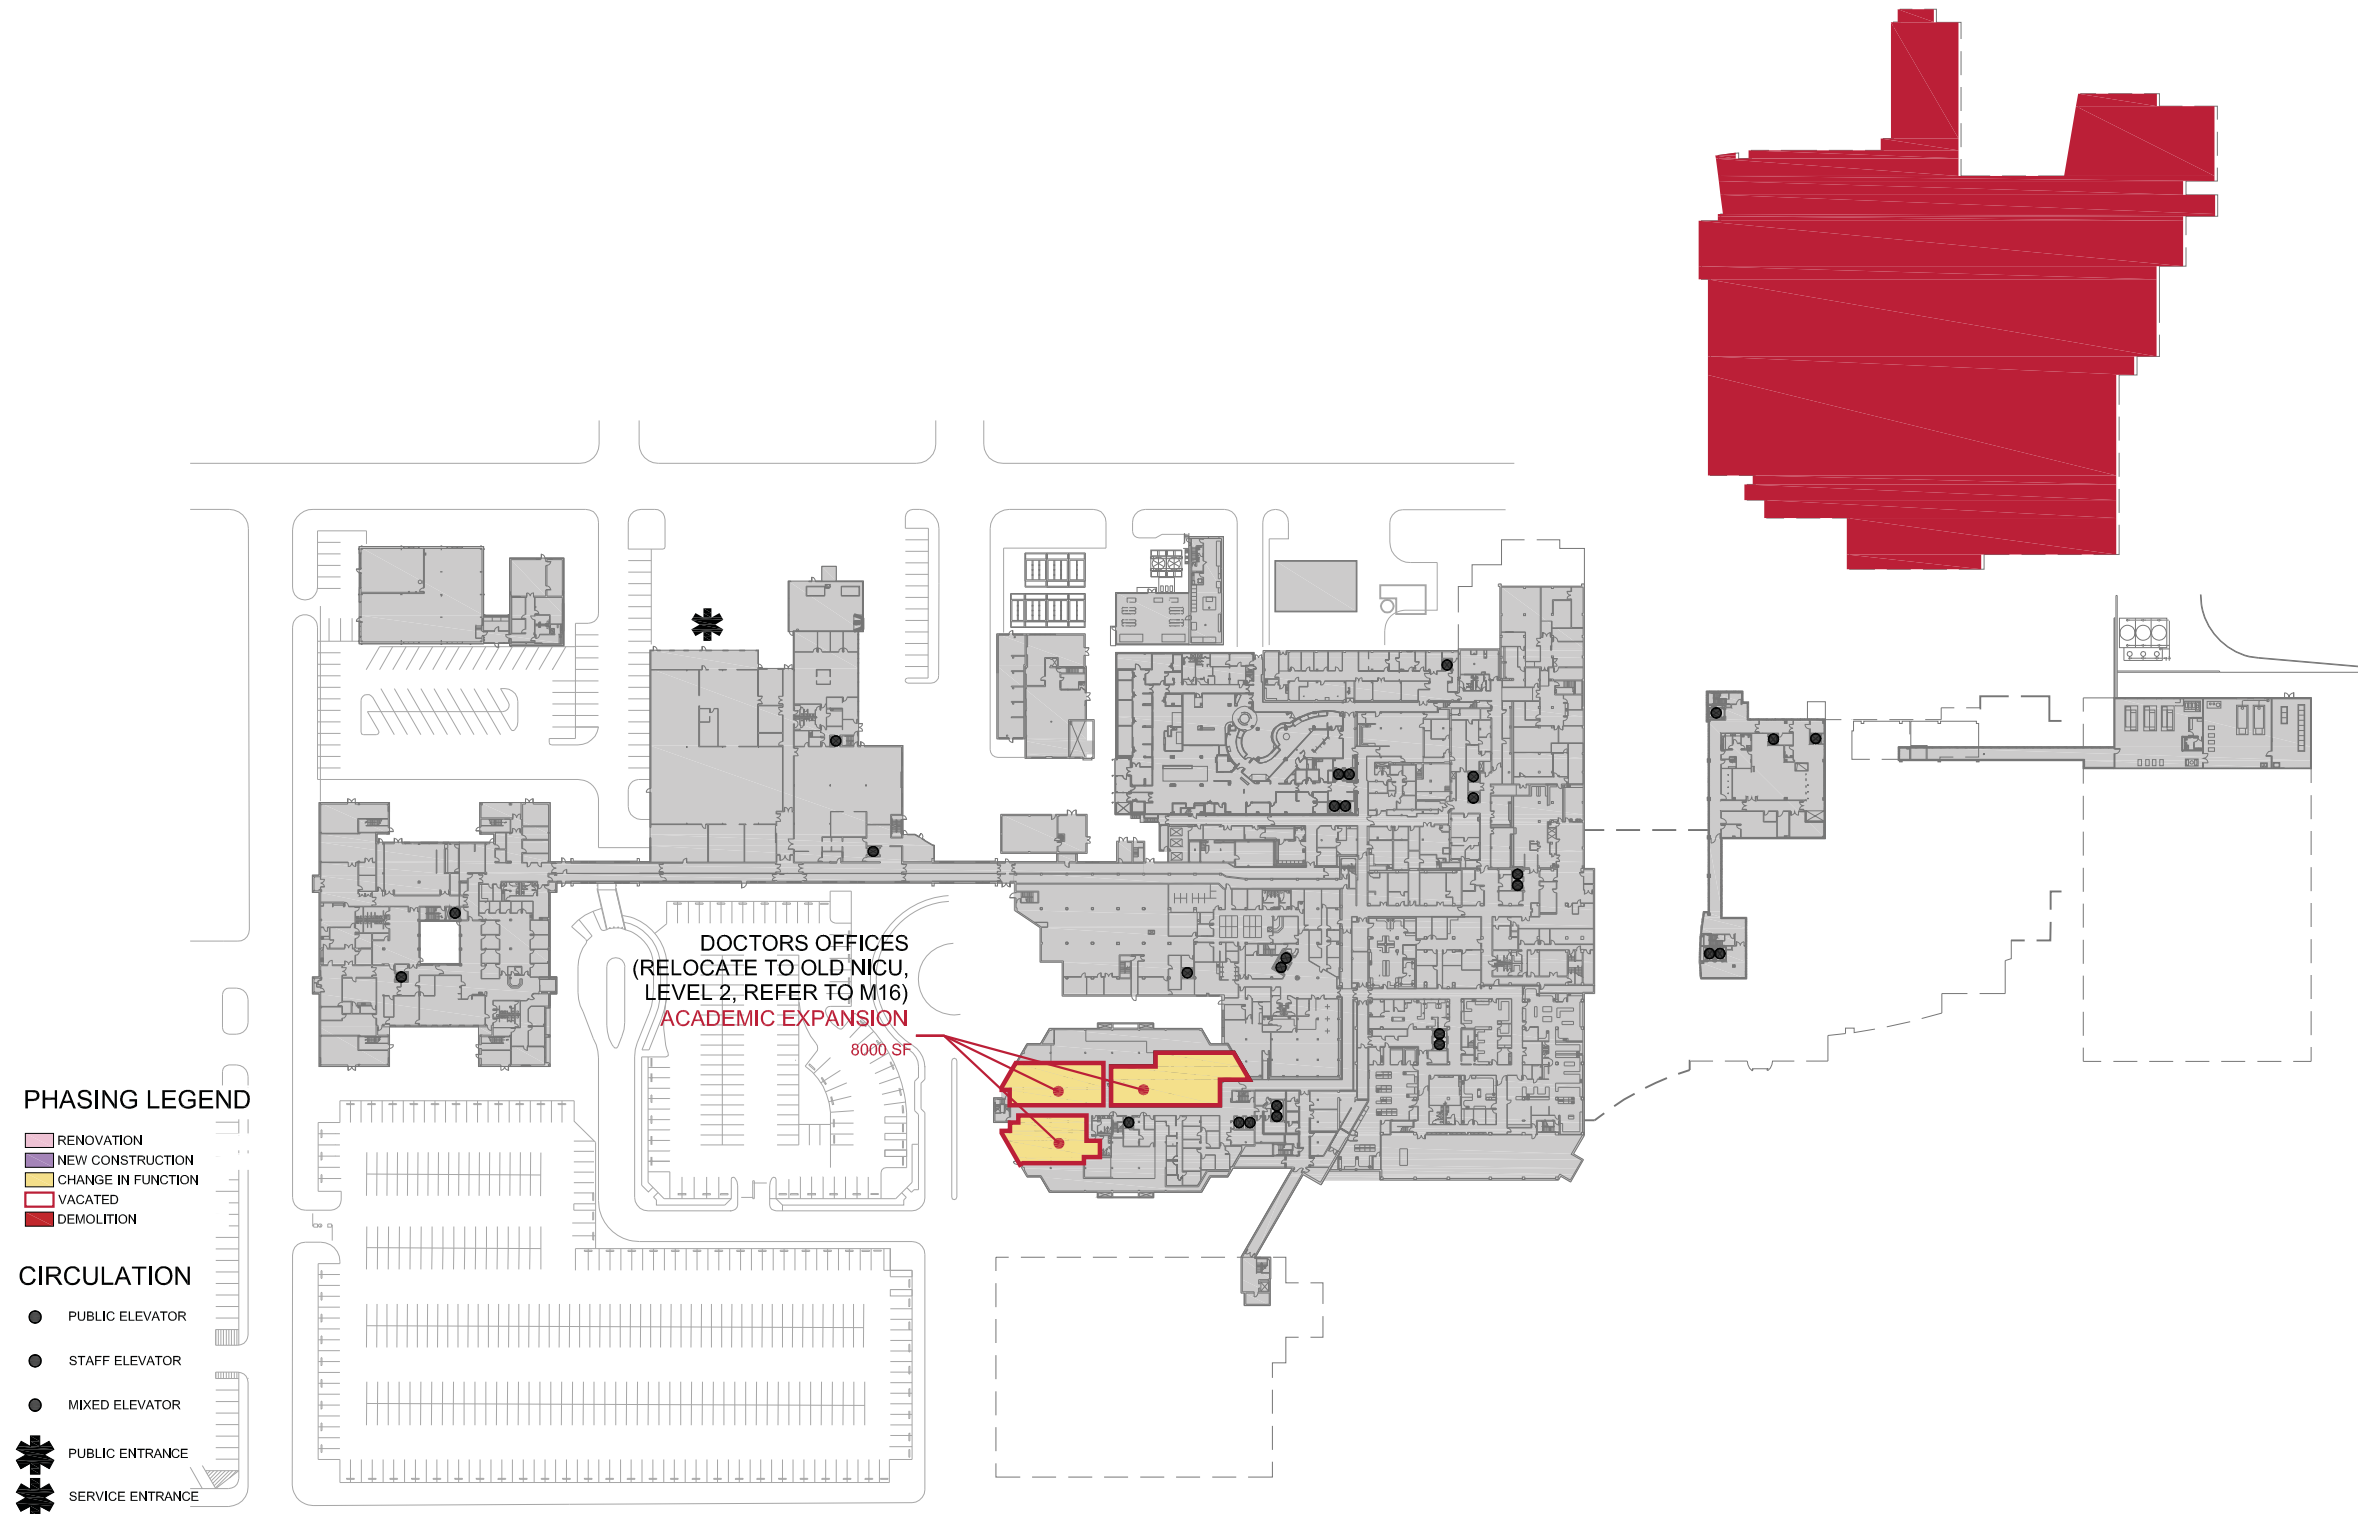 DOCTORS OFFICES
(RELOCATE TO OLD NICU,
LEVEL 2, REFER TO M16)
ACADEMIC EXPANSION
8000 SF
PHASING LEGEND
RENOVATION
NEW CONSTRUCTION
CHANGE IN FUNCTION
VACATED
DEMOLITION
CIRCULATION
PUBLIC ELEVATOR
STAFF ELEVATOR
MIXED ELEVATOR
PUBLIC ENTRANCE
SERVICE ENTRANCE